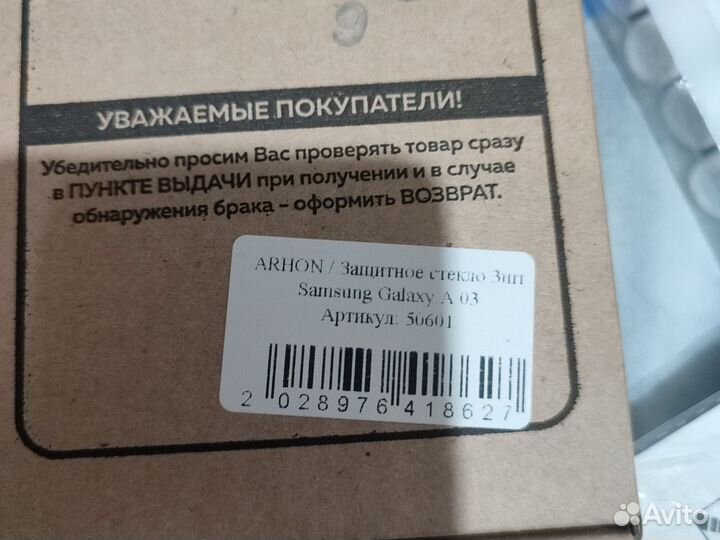 9
УВАЖАЕМЫЕ ПОКУПАТЕЛИ!
Убедительно просим Вас проверять товар сразу
в ПУНКТЕ ВЫДАЧИ при получении и в случае
обнаружения брака – оформить ВОЗВРАТ.
ARHON / Защитное стекло 3шт
Samsung Galaxy A 03
Артикул: 50601
2 028976 418627
Avito